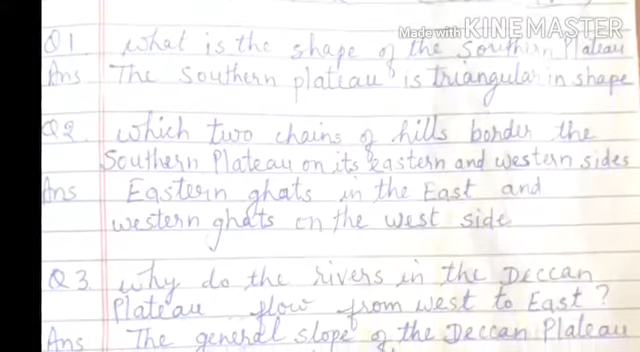 Made with KINEMASTER
Q1. what is the shape of the Southern Plateau
Ans The Southern plateau is triangular in shape
Q2. which two chains of hills border the
Southern Plateau on its eastern and western sides
Ans Eastern ghats in the East and
western ghats on the west side
Q3. why do the rivers in the Deccan
Plateau flow from west to East?
Ans The general slope of the Deccan Plateau